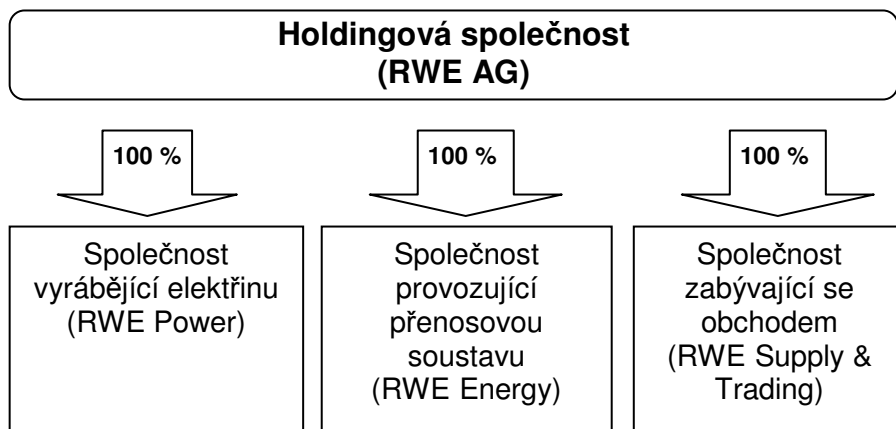 Holdingová společnost
(RWE AG)
100 %
100 %
100 %
Společnost
vyrábějící elektřinu
(RWE Power)
Společnost
provozující
přenosovou
soustavu
(RWE Energy)
Společnost
zabývající se
obchodem
(RWE Supply &
Trading)